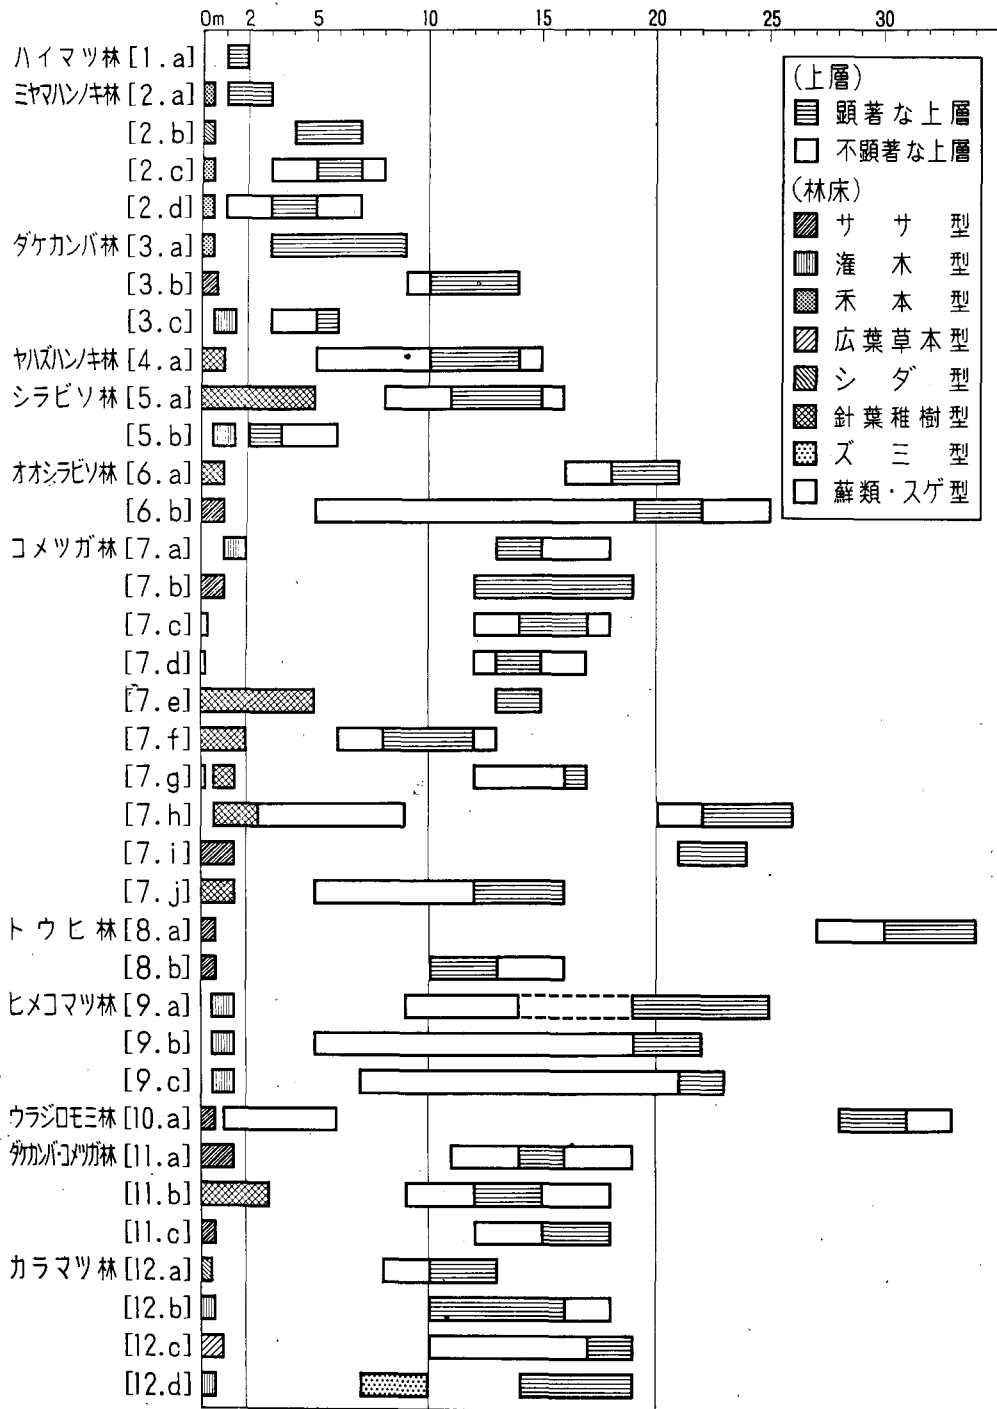 0m 2 5 10 15 20 25 30
ハイマツ林[1.a]
ミヤマハンノキ林[2.a]
[2.b]
[2.c]
[2.d]
ダケカンバ林[3.a]
[3.b]
[3.c]
ヤハズハンノキ林[4.a]
シラビソ林[5.a]
[5.b]
オオシラビソ林[6.a]
[6.b]
コメツガ林[7.a]
[7.b]
[7.c]
[7.d]
[7.e]
[7.f]
[7.g]
[7.h]
[7.i]
[7.j]
トウヒ林[8.a]
[8.b]
ヒメコマツ林[9.a]
[9.b]
[9.c]
ウラジロモミ林[10.a]
ダケカンバ・コメツガ林[11.a]
[11.b]
[11.c]
カラマツ林[12.a]
[12.b]
[12.c]
[12.d]
(上層)
顕著な上層
不顕著な上層
(林床)
ササ型
潅木型
禾本型
広葉草本型
シダ型
針葉稚樹型
ズミ型
蘚類・スゲ型